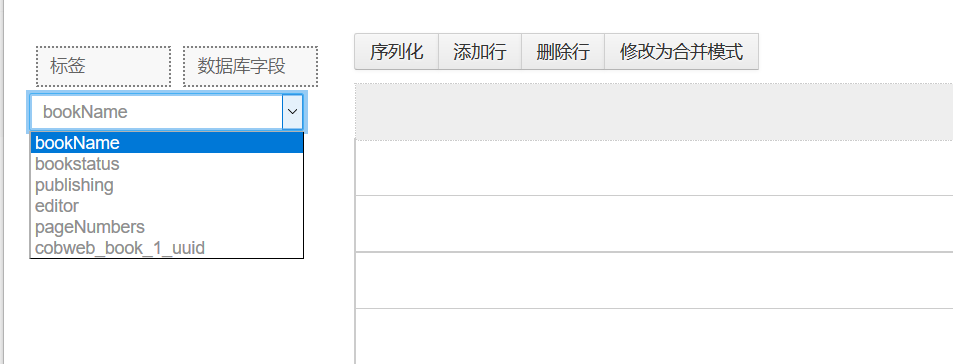 标签 数据库字段
序列化 添加行 删除行 修改为合并模式
bookName
bookName
bookstatus
publishing
editor
pageNumbers
cobweb_book_1_uuid